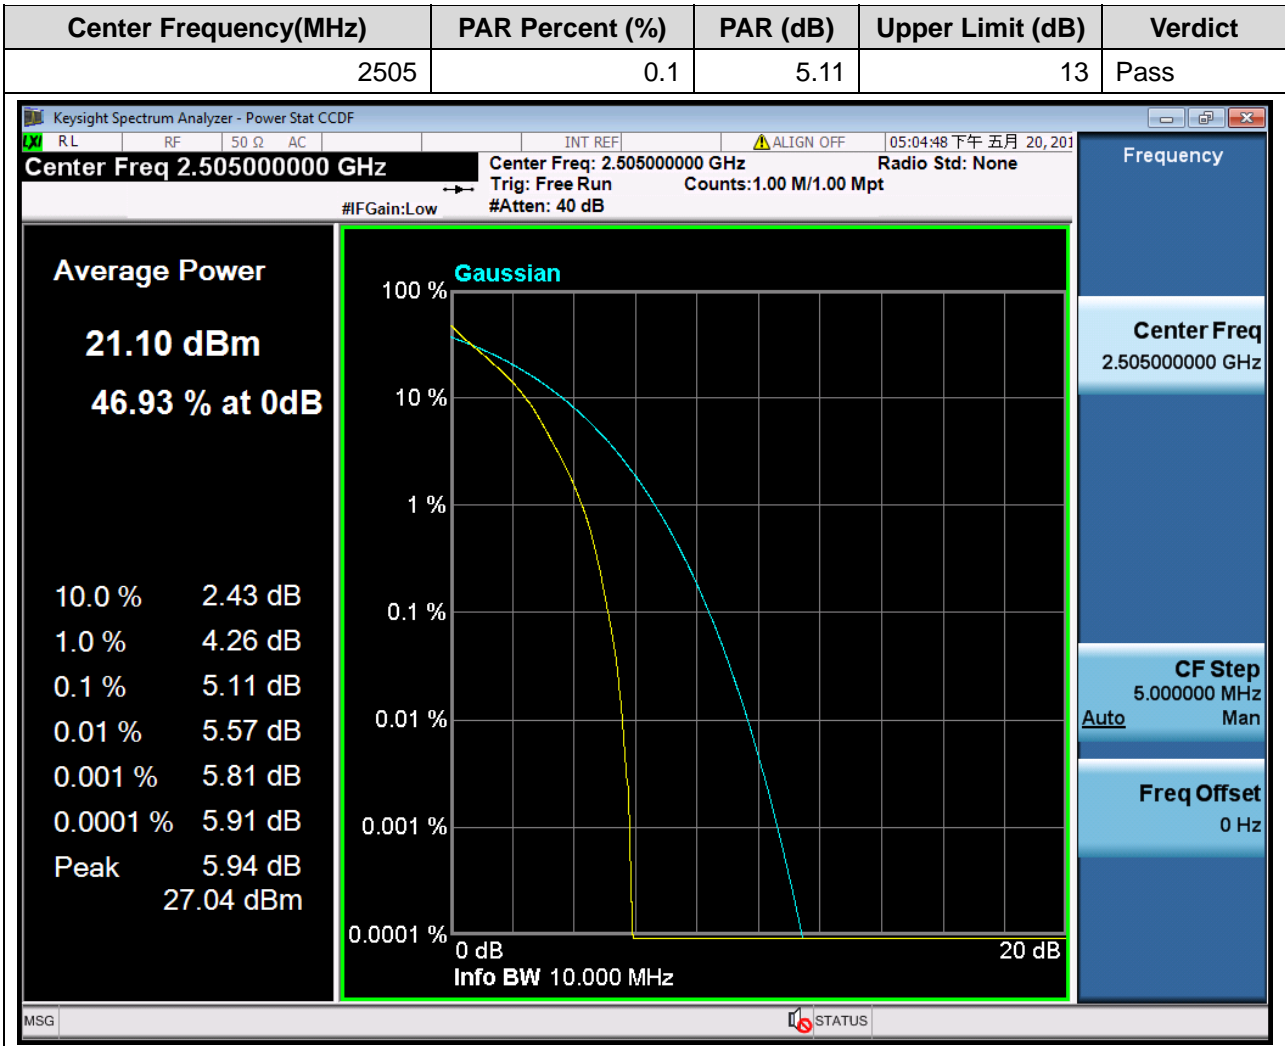 Center Frequency(MHz) PAR Percent (%) PAR (dB) Upper Limit (dB) Verdict
2505 0.1 5.11 13 Pass
Keysight Spectrum Analyzer - Power Stat CCDF
LXI RL RF 50 Ω AC INT REF ALIGN OFF 05:04:48 下午 五月 20, 201
Center Freq 2.505000000 GHz
Center Freq: 2.505000000 GHz Radio Std: None
Trig: Free Run Counts:1.00 M/1.00 Mpt
#IFGain:Low #Atten: 40 dB
Average Power
21.10 dBm
46.93 % at 0dB
10.0 % 2.43 dB
1.0 % 4.26 dB
0.1 % 5.11 dB
0.01 % 5.57 dB
0.001 % 5.81 dB
0.0001 % 5.91 dB
Peak 5.94 dB
27.04 dBm
Gaussian
100 %
10 %
1 %
0.1 %
0.01 %
0.001 %
0.0001 %
0 dB 20 dB
Info BW 10.000 MHz
Frequency
Center Freq
2.505000000 GHz
CF Step
5.000000 MHz
Auto Man
Freq Offset
0 Hz
MSG STATUS